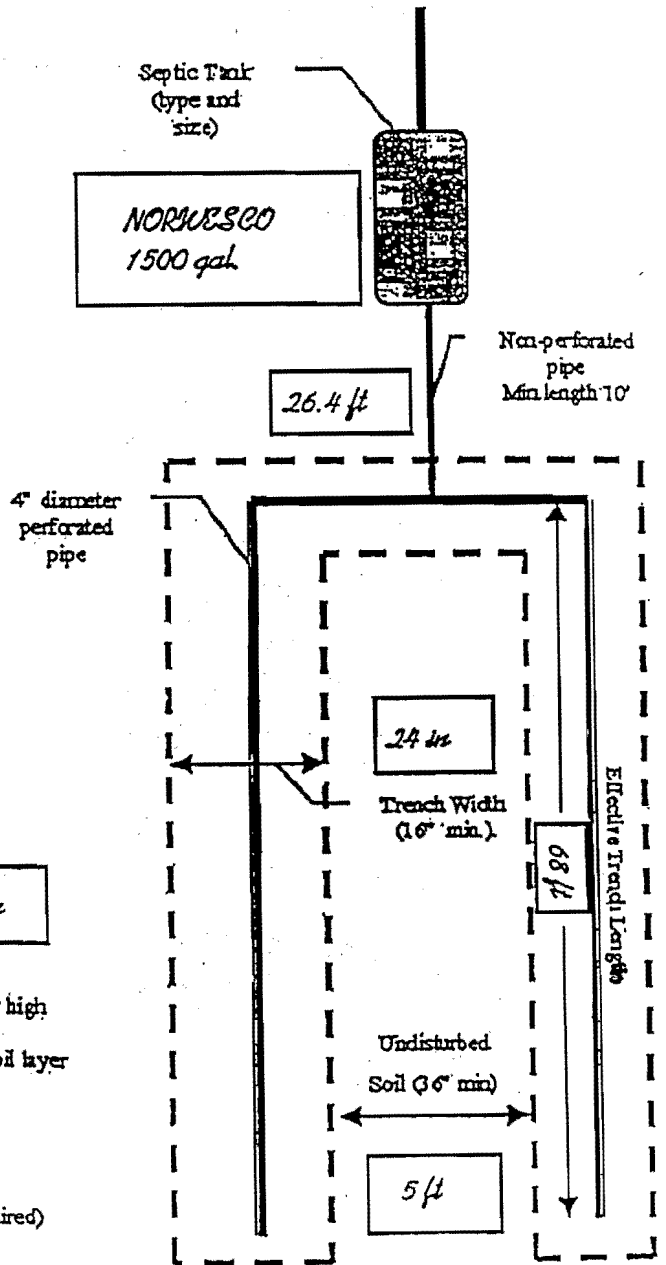 Septic Tank
(type and
size)
NORWESCO
1500 gal.
Non-perforated
pipe
Min length 10'
26.4 ft
4" diameter
perforated
pipe
24 in
Trench Width
(16" min.)
68 ft
Effective Trench Length
high
oil layer
Undisturbed
Soil (36" min)
5 ft
ired)